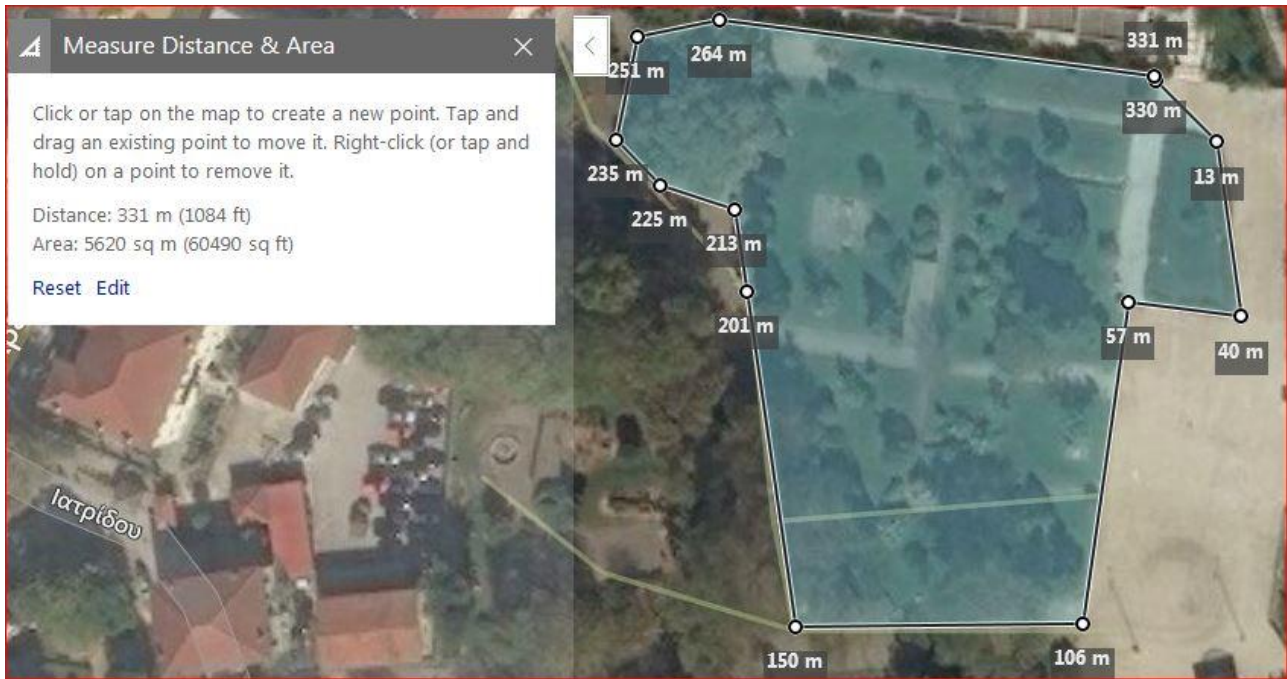 Measure Distance & Area
Click or tap on the map to create a new point. Tap and
drag an existing point to move it. Right-click (or tap and
hold) on a point to remove it.
Distance: 331 m (1084 ft)
Area: 5620 sq m (60490 sq ft)
Reset Edit
Ιατρίδου
251 m
264 m
331 m
330 m
13 m
235 m
225 m
213 m
201 m
57 m
40 m
150 m
106 m